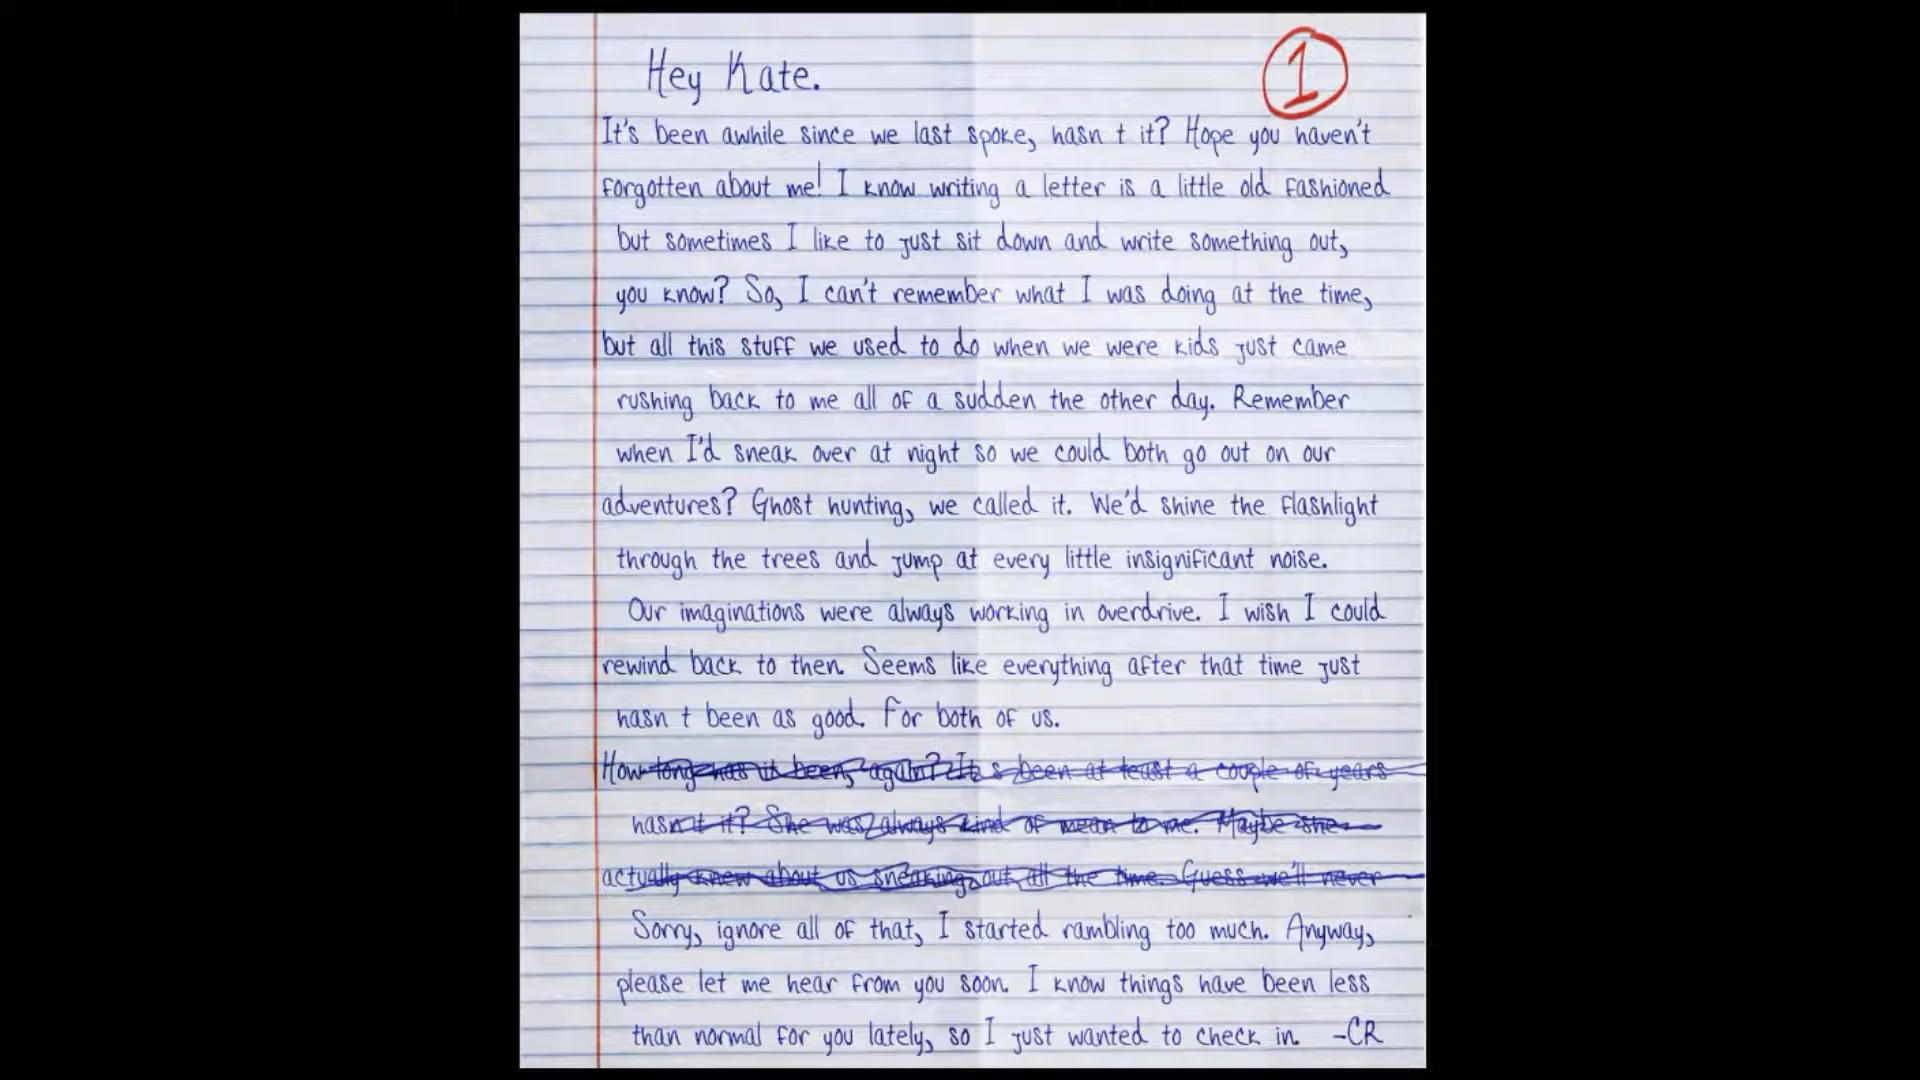 Hey Kate.
1
It's been awhile since we last spoke, hasn t it? Hope you haven't
forgotten about me! I know writing a letter is a little old fashioned
but sometimes I like to just sit down and write something out,
you know? So, I can't remember what I was doing at the time,
but all this stuff we used to do when we were kids just came
rushing back to me all of a sudden the other day. Remember
when I'd sneak over at night so we could both go out on our
adventures? Ghost hunting, we called it. We'd shine the flashlight
through the trees and jump at every little insignificant noise.
Our imaginations were always working in overdrive. I wish I could
rewind back to then. Seems like everything after that time just
hasn t been as good. For both of us.
How long has it been, again? It s been at least a couple of years
hasn t it? She was always kind of mean to me. Maybe she
actually knew about us sneaking out all the time. Guess we'll never
Sorry, ignore all of that, I started rambling too much. Anyway,
please let me hear from you soon. I know things have been less
than normal for you lately, so I just wanted to check in. -CR